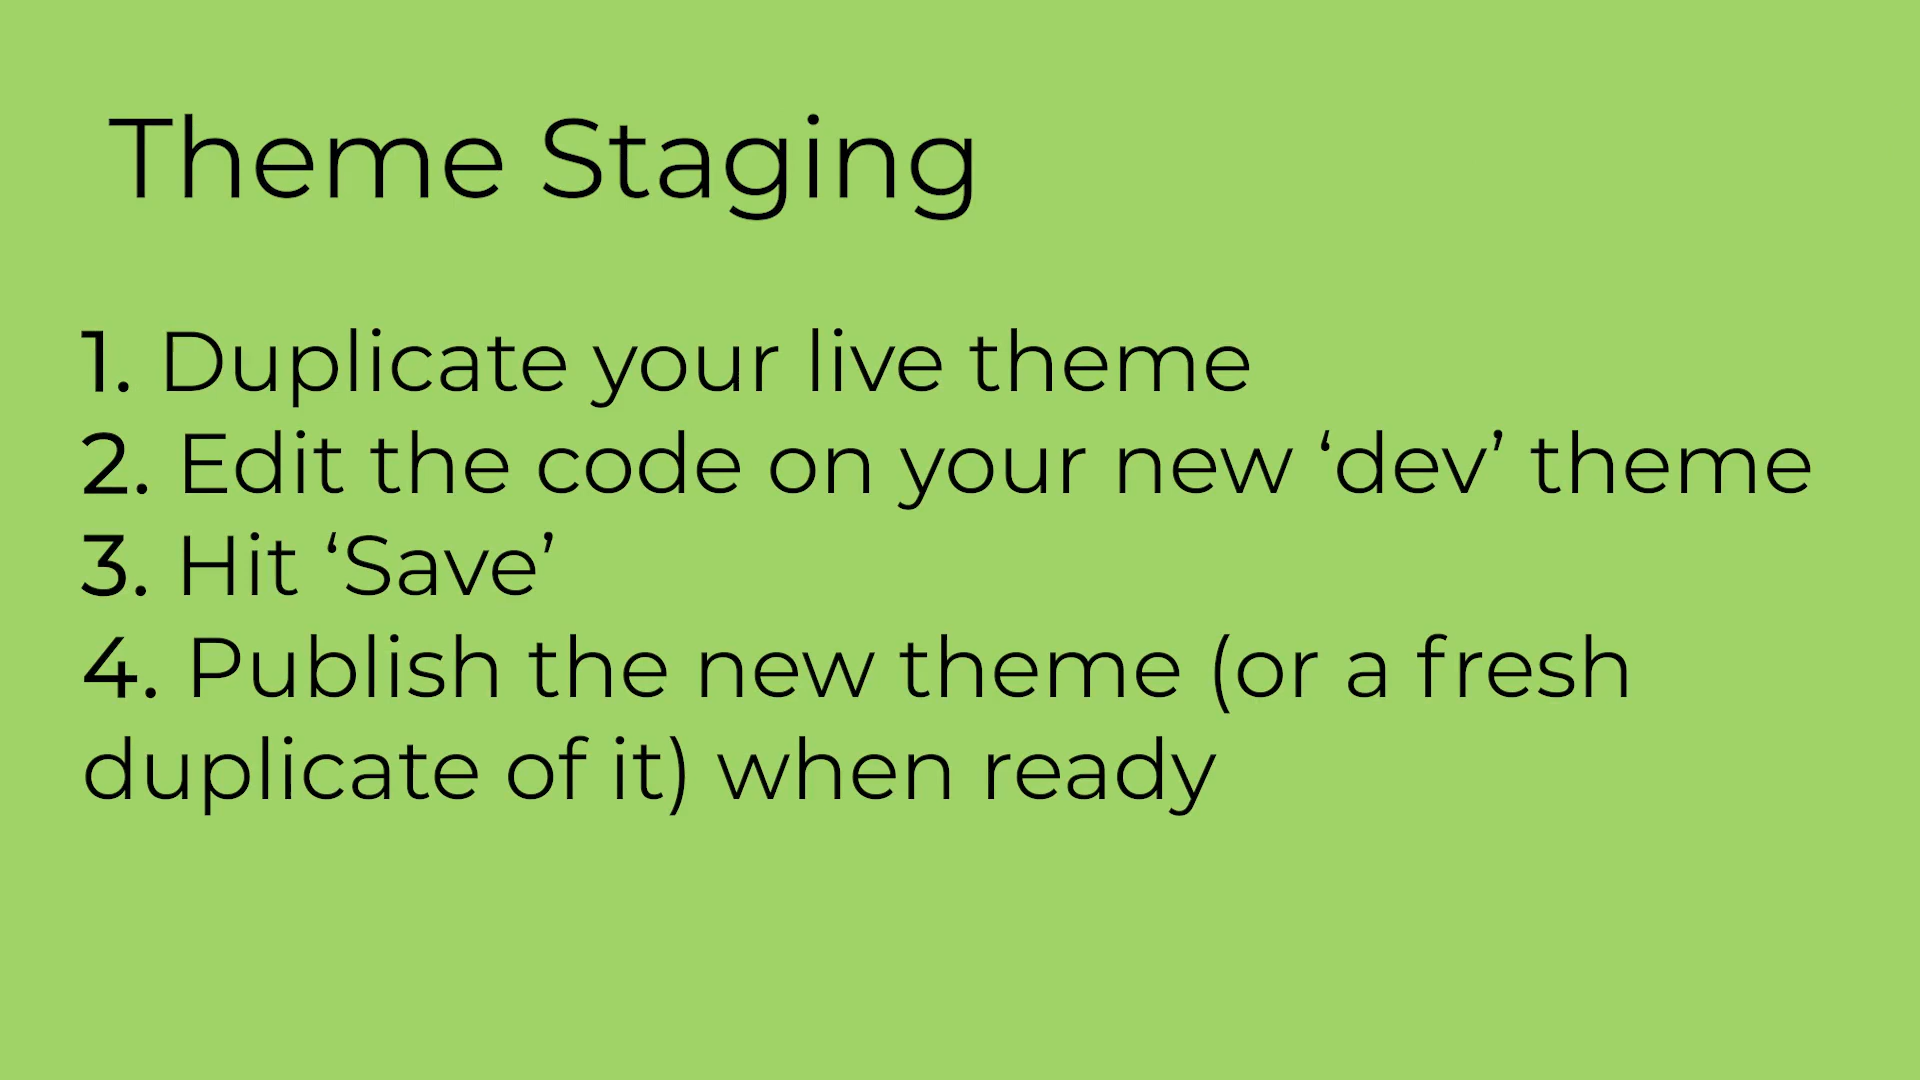 Theme Staging
1. Duplicate your live theme
2. Edit the code on your new ‘dev’ theme
3. Hit ‘Save’
4. Publish the new theme (or a fresh
duplicate of it) when ready